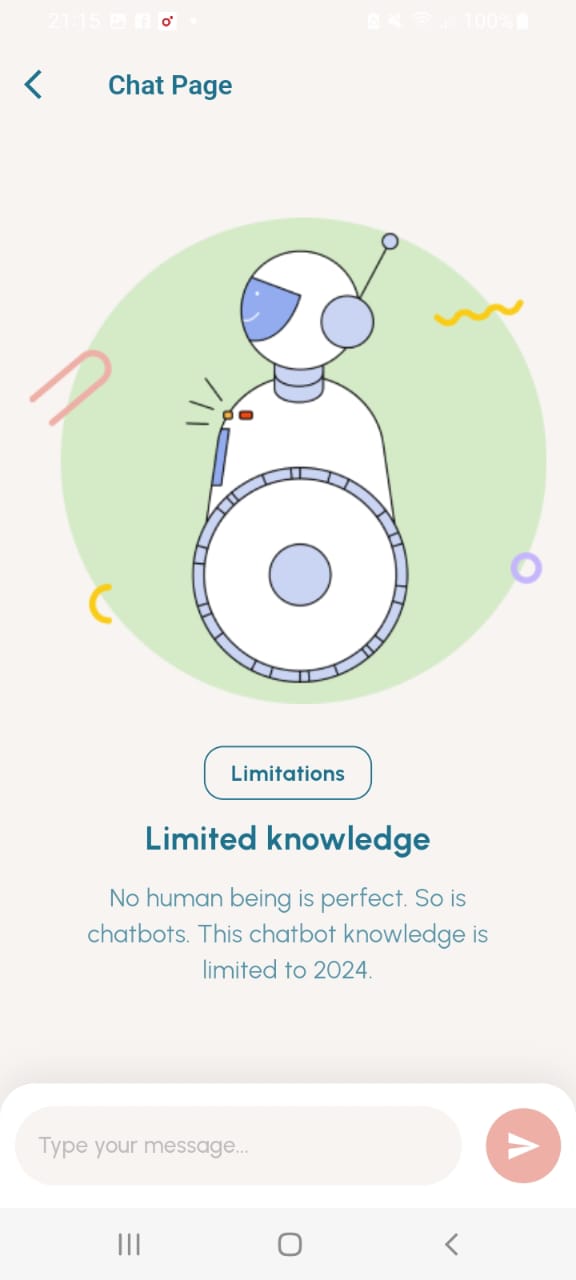 21:15 100%
Chat Page
Limitations
Limited knowledge
No human being is perfect. So is
chatbots. This chatbot knowledge is
limited to 2024.
Type your message...